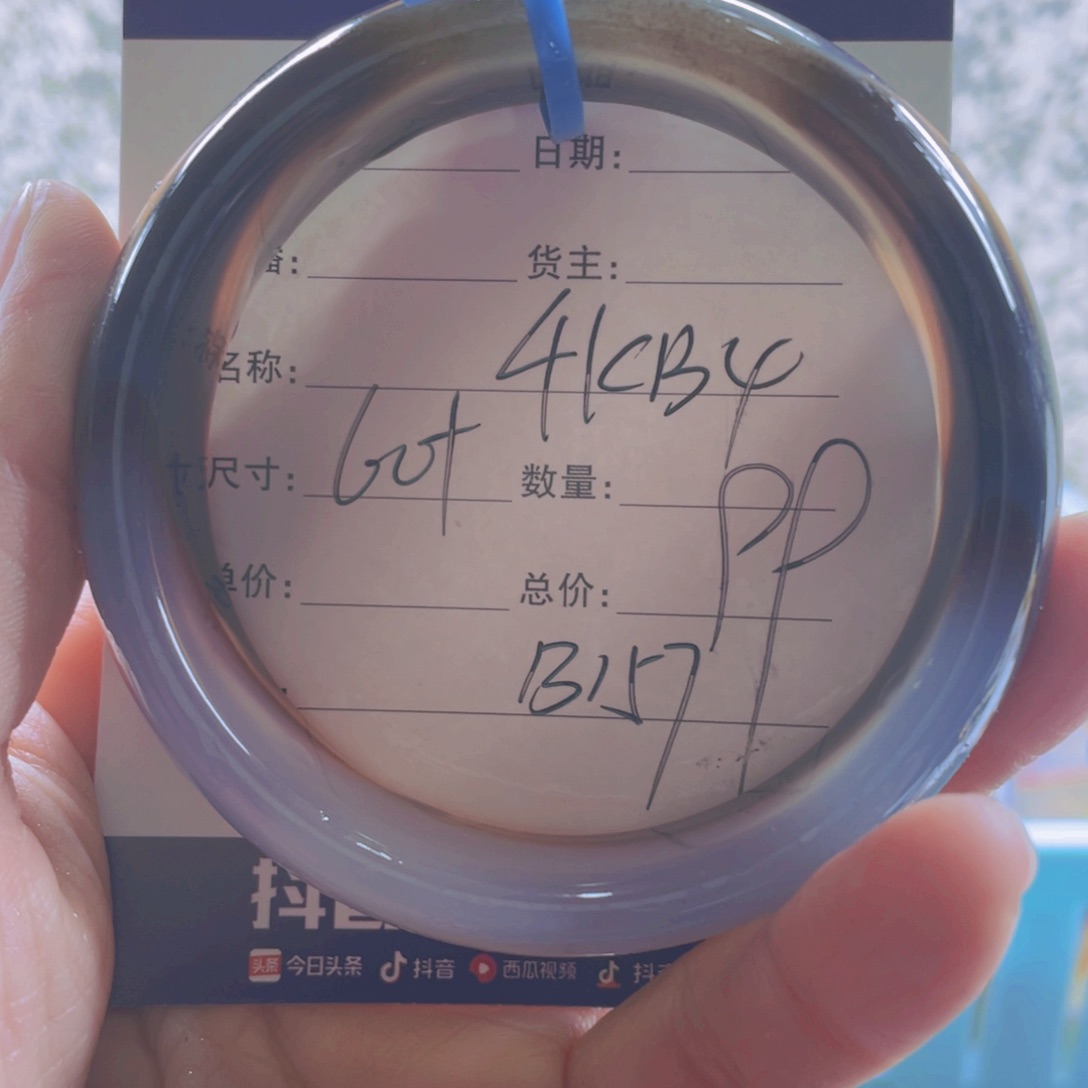 日期:
货主:
41CB4
名称:
60+
尺寸:
数量:
PP
单价:
总价:
B157
抖音
头条 今日头条 抖音 西瓜视频 抖